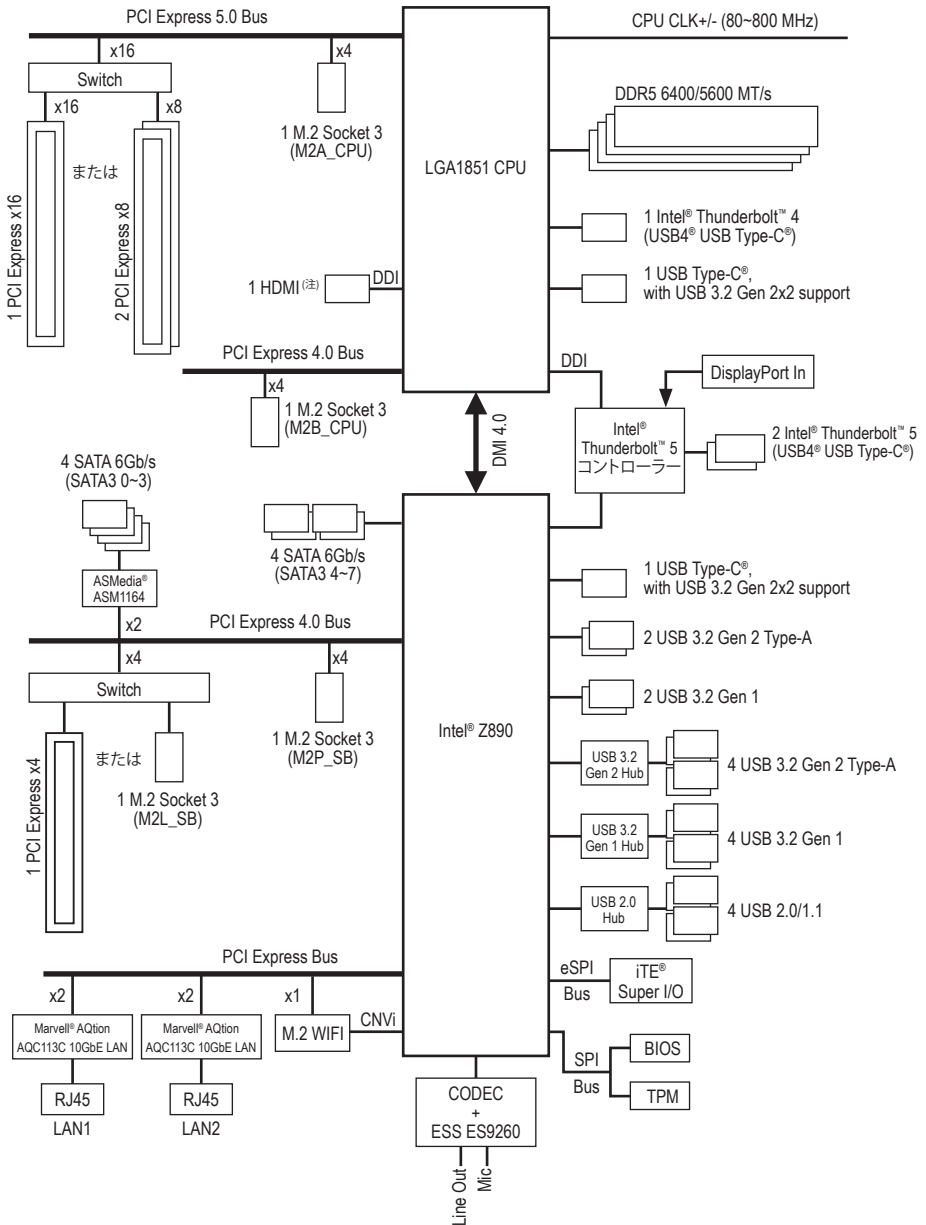 PCI Express 5.0 Bus
CPU CLK+/- (80~800 MHz)
x16
x4
Switch
x16
x8
1 M.2 Socket 3
(M2A_CPU)
DDR5 6400/5600 MT/s
LGA1851 CPU
または
1 PCI Express x16
2 PCI Express x8
1 Intel® Thunderbolt™ 4
(USB4® USB Type-C®)
1 HDMI (注)
DDI
1 USB Type-C®,
with USB 3.2 Gen 2x2 support
PCI Express 4.0 Bus
x4
1 M.2 Socket 3
(M2B_CPU)
DMI 4.0
DDI
DisplayPort In
Intel®
Thunderbolt™ 5
コントローラー
2 Intel® Thunderbolt™ 5
(USB4® USB Type-C®)
4 SATA 6Gb/s
(SATA3 0~3)
4 SATA 6Gb/s
(SATA3 4~7)
ASMedia®
ASM1164
x2
PCI Express 4.0 Bus
1 USB Type-C®,
with USB 3.2 Gen 2x2 support
x4
x4
2 USB 3.2 Gen 2 Type-A
Switch
2 USB 3.2 Gen 1
Intel® Z890
1 M.2 Socket 3
(M2P_SB)
または
1 PCI Express x4
1 M.2 Socket 3
(M2L_SB)
USB 3.2
Gen 2 Hub
4 USB 3.2 Gen 2 Type-A
USB 3.2
Gen 1 Hub
4 USB 3.2 Gen 1
USB 2.0
Hub
4 USB 2.0/1.1
PCI Express Bus
eSPI
Bus
iTE®
Super I/O
x2
x2
x1
Marvell® AQtion
AQC113C 10GbE LAN
Marvell® AQtion
AQC113C 10GbE LAN
M.2 WIFI
CNVi
SPI
Bus
BIOS
TPM
RJ45
LAN1
RJ45
LAN2
CODEC
+
ESS ES9260
Line Out
Mic